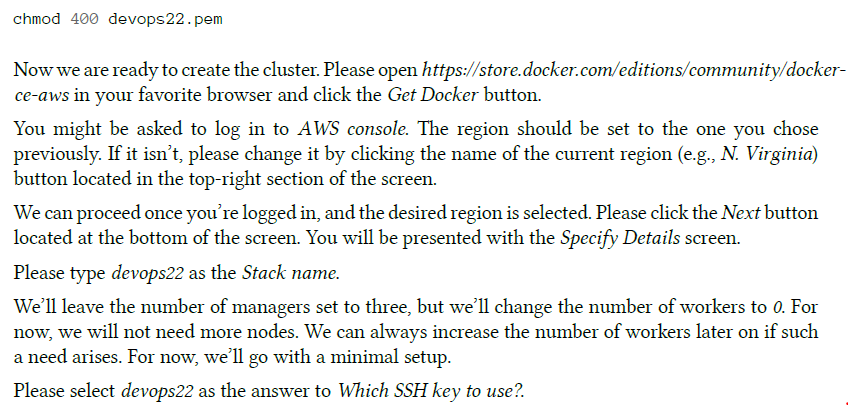 chmod 400 devops22.pem
Now we are ready to create the cluster. Please open https://store.docker.com/editions/community/docker-
ce-aws in your favorite browser and click the Get Docker button.
You might be asked to log in to AWS console. The region should be set to the one you chose
previously. If it isn’t, please change it by clicking the name of the current region (e.g., N. Virginia)
button located in the top-right section of the screen.
We can proceed once you’re logged in, and the desired region is selected. Please click the Next button
located at the bottom of the screen. You will be presented with the Specify Details screen.
Please type devops22 as the Stack name.
We’ll leave the number of managers set to three, but we’ll change the number of workers to 0. For
now, we will not need more nodes. We can always increase the number of workers later on if such
a need arises. For now, we’ll go with a minimal setup.
Please select devops22 as the answer to Which SSH key to use?.